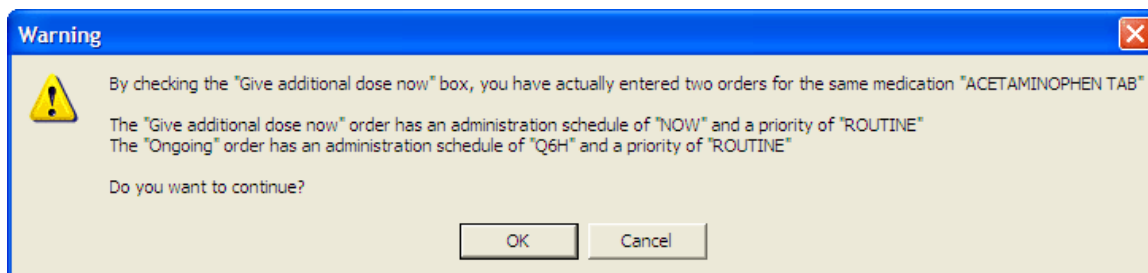 Warning
By checking the "Give additional dose now" box, you have actually entered two orders for the same medication "ACETAMINOPHEN TAB"
The "Give additional dose now" order has an administration schedule of "NOW" and a priority of "ROUTINE"
The "Ongoing" order has an administration schedule of "Q6H" and a priority of "ROUTINE"
Do you want to continue?
OK Cancel